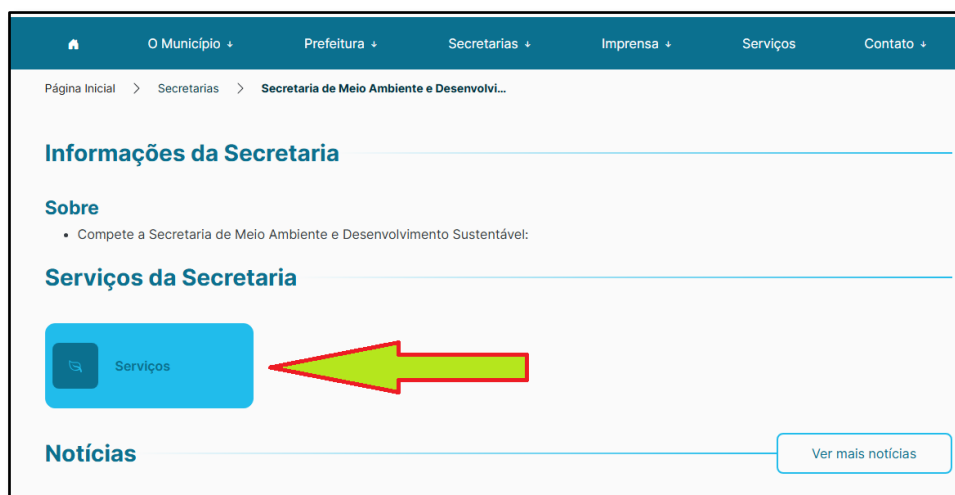 O Município ↓ Prefeitura ↓ Secretarias ↓ Imprensa ↓ Serviços Contato ↓
Página Inicial > Secretarias > Secretaria de Meio Ambiente e Desenvolvi...
Informações da Secretaria
Sobre
• Compete a Secretaria de Meio Ambiente e Desenvolvimento Sustentável:
Serviços da Secretaria
Serviços
Notícias
Ver mais notícias